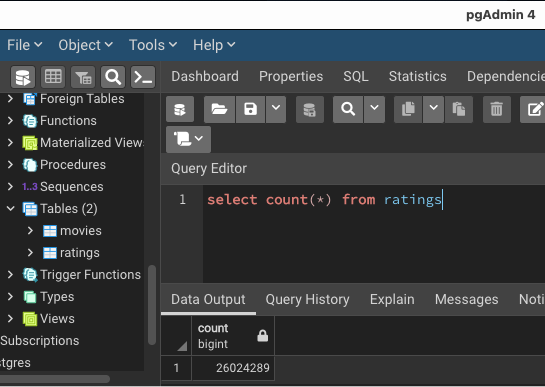 pgAdmin 4
File Object Tools Help
Dashboard Properties SQL Statistics Dependencie
Foreign Tables
Functions
Materialized View
Procedures
1..3 Sequences
Tables (2)
movies
ratings
Trigger Functions
Types
Views
Subscriptions
stgres
Query Editor
1 select count(*) from ratings
Data Output Query History Explain Messages Noti
count
bigint
1 26024289